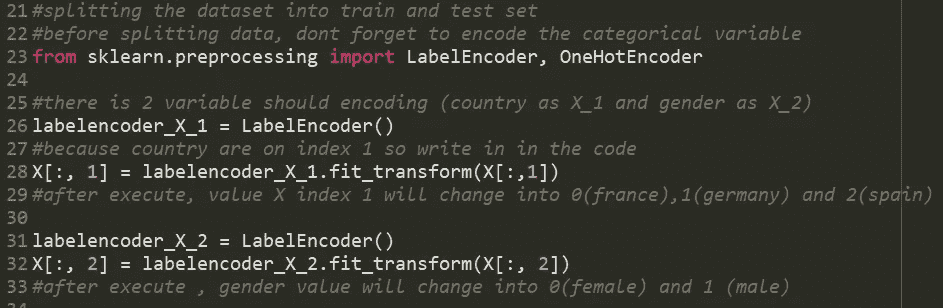 21 #splitting the dataset into train and test set
22 #before splitting data, dont forget to encode the categorical variable
23 from sklearn.preprocessing import LabelEncoder, OneHotEncoder
24
25 #there is 2 variable should encoding (country as X_1 and gender as X_2)
26 labelencoder_X_1 = LabelEncoder()
27 #because country are on index 1 so write in in the code
28 X[:, 1] = labelencoder_X_1.fit_transform(X[:,1])
29 #after execute, value X index 1 will change into 0(france),1(germany) and 2(spain)
30
31 labelencoder_X_2 = LabelEncoder()
32 X[:, 2] = labelencoder_X_2.fit_transform(X[:, 2])
33 #after execute , gender value will change into 0(female) and 1 (male)